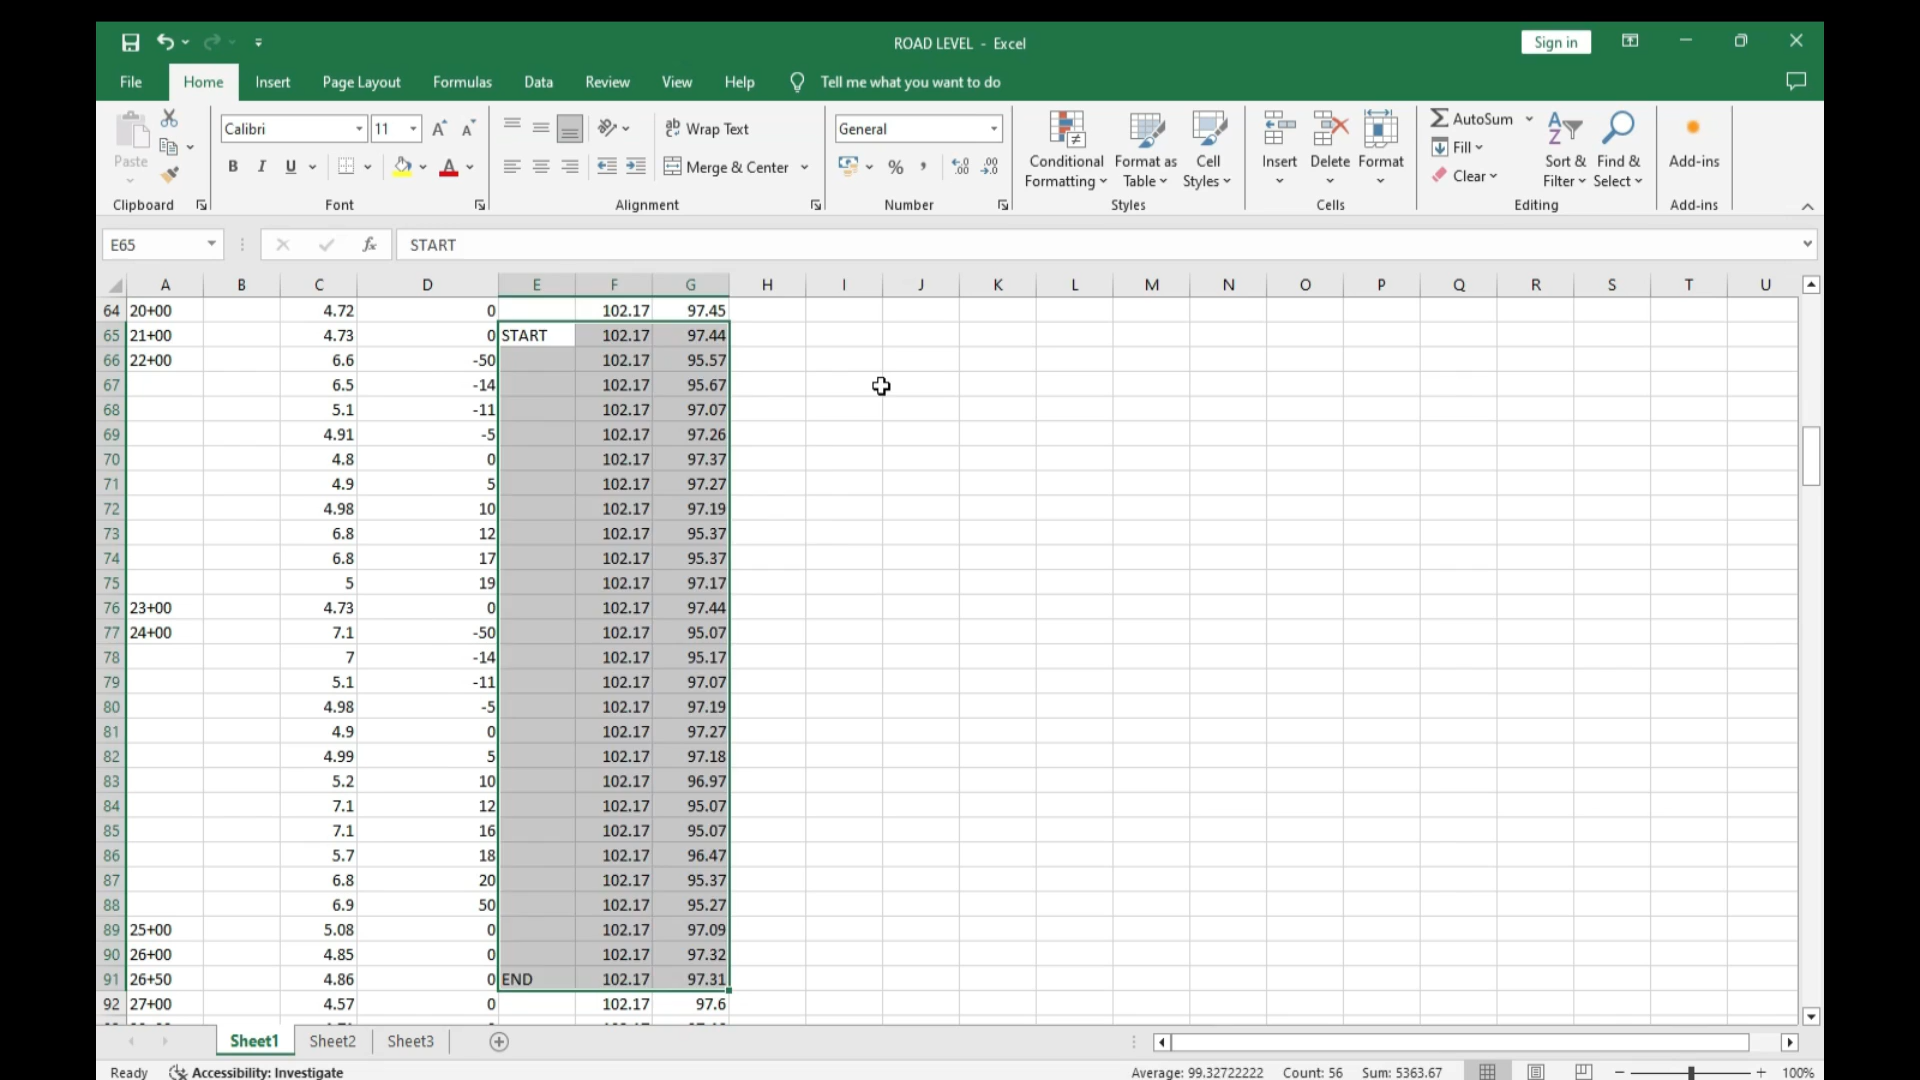 ROAD LEVEL - Excel
Sign in
File Home Insert Page Layout Formulas Data Review View Help Tell me what you want to do
Paste
Clipboard
Calibri 11
B I U
Font
Wrap Text
Merge & Center
Alignment
General
%
Number
Conditional Formatting
Format as Table
Cell Styles
Styles
Insert
Delete
Format
Cells
AutoSum
Fill
Clear
Sort & Filter
Find & Select
Editing
Add-ins
Add-ins
E65 fx START
A B C D E F G H I J K L M N O P Q R S T U
64 20+00 4.72 0 102.17 97.45
65 21+00 4.73 0 START 102.17 97.44
66 22+00 6.6 -50 102.17 95.57
67 6.5 -14 102.17 95.67
68 5.1 -11 102.17 97.07
69 4.91 -5 102.17 97.26
70 4.8 0 102.17 97.37
71 4.9 5 102.17 97.27
72 4.98 10 102.17 97.19
73 6.8 12 102.17 95.37
74 6.8 17 102.17 95.37
75 5 19 102.17 97.17
76 23+00 4.73 0 102.17 97.44
77 24+00 7.1 -50 102.17 95.07
78 7 -14 102.17 95.17
79 5.1 -11 102.17 97.07
80 4.98 -5 102.17 97.19
81 4.9 0 102.17 97.27
82 4.99 5 102.17 97.18
83 5.2 10 102.17 96.97
84 7.1 12 102.17 95.07
85 7.1 16 102.17 95.07
86 5.7 18 102.17 96.47
87 6.8 20 102.17 95.37
88 6.9 50 102.17 95.27
89 25+00 5.08 0 102.17 97.09
90 26+00 4.85 0 102.17 97.32
91 26+50 4.86 0 END 102.17 97.31
92 27+00 4.57 0 102.17 97.6
Sheet1 Sheet2 Sheet3
Ready Accessibility: Investigate Average: 99.32722222 Count: 56 Sum: 5363.67 100%